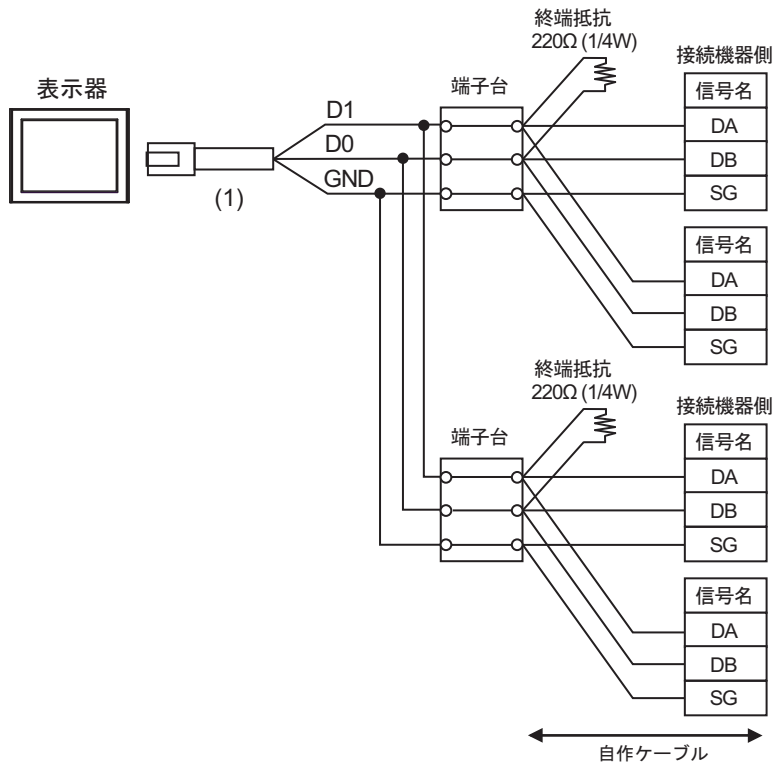 終端抵抗
220Ω (1/4W)
接続機器側
表示器
端子台
信号名
D1
DA
D0
DB
GND
SG
(1)
信号名
DA
DB
SG
終端抵抗
220Ω (1/4W)
接続機器側
端子台
信号名
DA
DB
SG
信号名
DA
DB
SG
自作ケーブル